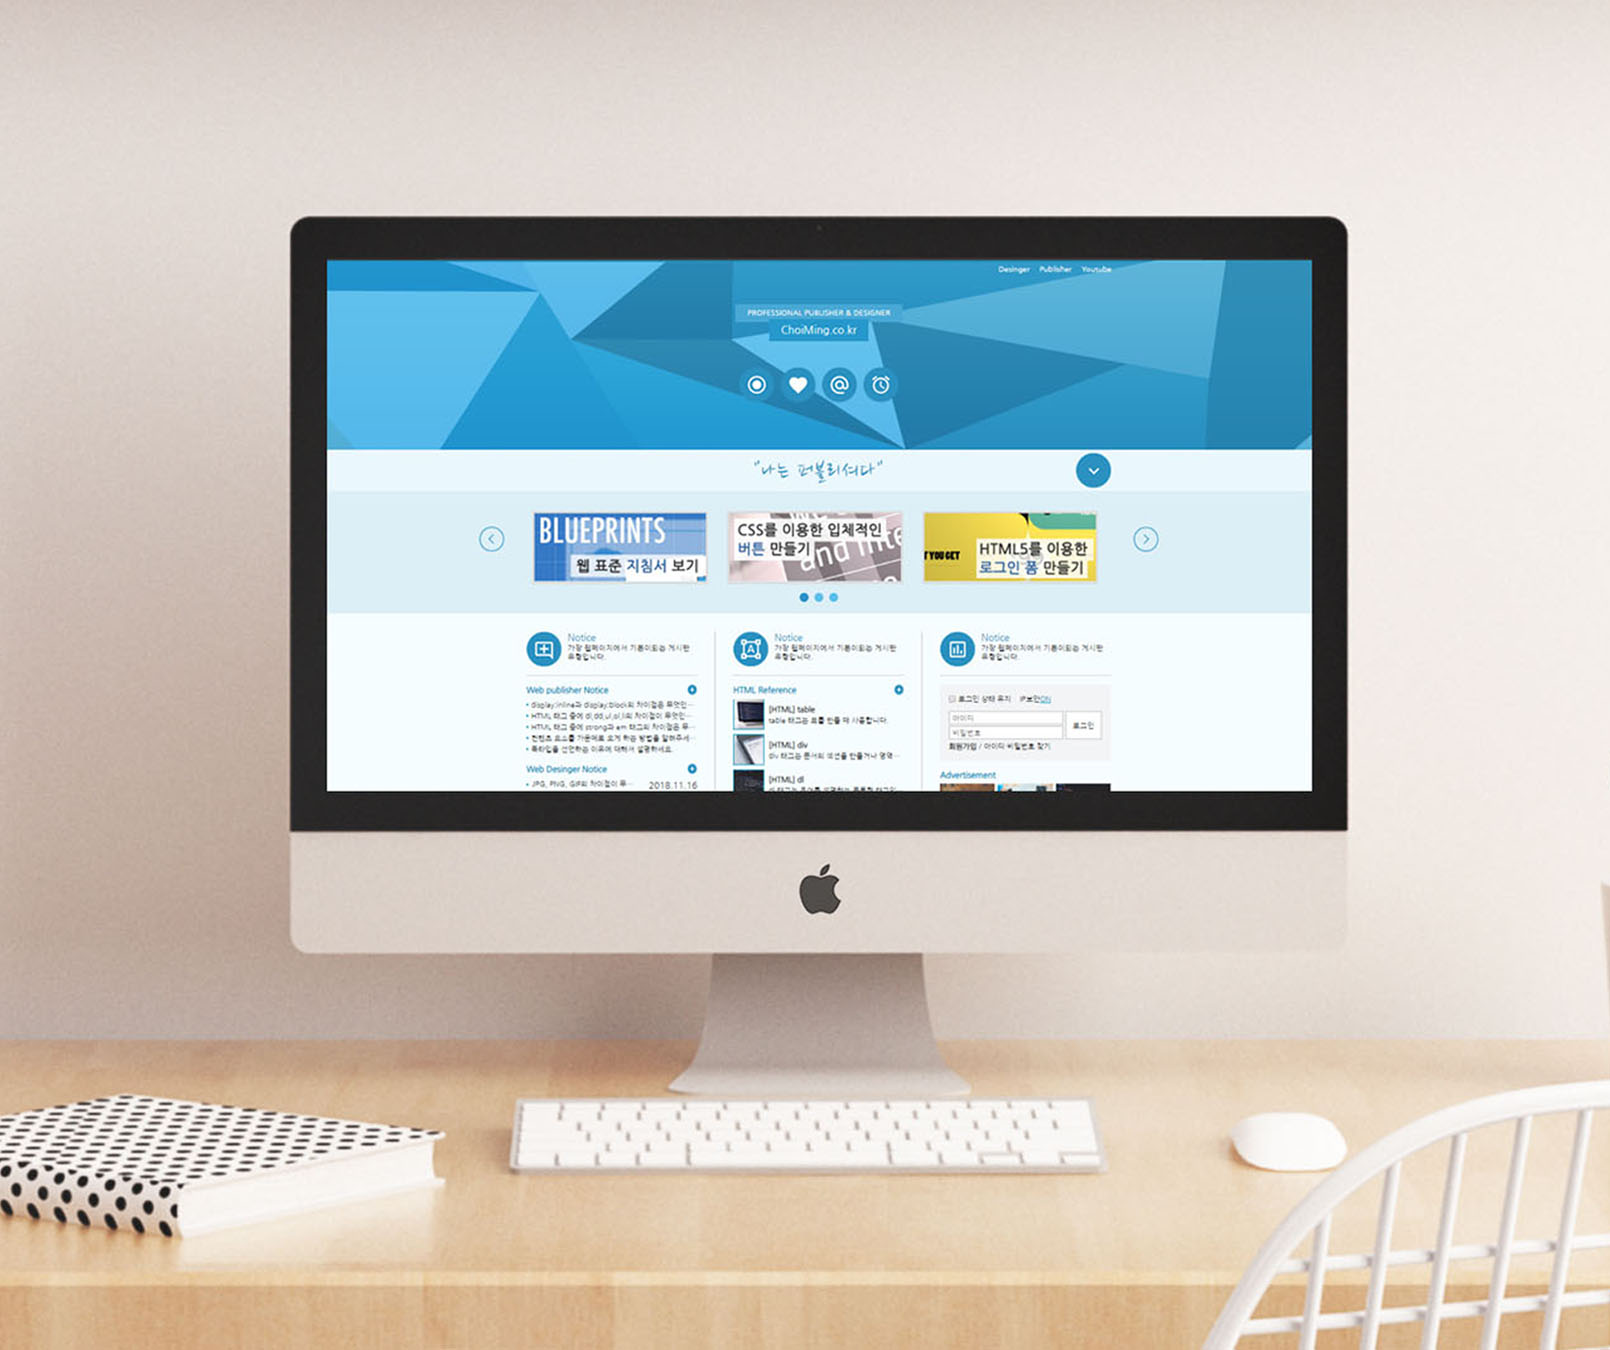 Desinger Publisher Youtube
PROFESSIONAL PUBLISHER & DESIGNER
ChoiMing.co.kr
"나는 퍼블리셔다"
BLUEPRINTS
웹 표준 지침서 보기
CSS를 이용한 입체적인
버튼 만들기
and inte
T YOU GET
HTML5를 이용한
로그인 폼 만들기
Notice
가장 웹페이지에서 기본이되는 게시판
유형입니다.
Web publisher Notice
display:inline과 display:block의 차이점은 무엇인…
HTML 태그 중에 dl,dd,ul,ol,li의 차이점이 무엇인…
HTML 태그 중에 strong과 em 태그의 차이점은 무…
컨텐츠 요소를 가운데로 오게 하는 방법을 알려주세…
독타입을 선언하는 이유에 대해서 설명하세요.
Web Desinger Notice
JPG, PNG, GIF의 차이점이 무… 2018.11.16
Notice
가장 웹페이지에서 기본이되는 게시판
유형입니다.
HTML Reference
[HTML] table
table 태그는 표를 만들 때 사용합니다.
[HTML] div
div 태그는 문서의 섹션을 만들거나 영역…
[HTML] dl
Notice
가장 웹페이지에서 기본이되는 게시판
유형입니다.
로그인 상태 유지 IP보안ON
아이디
비밀번호
로그인
회원가입 / 아이디 비밀번호 찾기
Advertisement